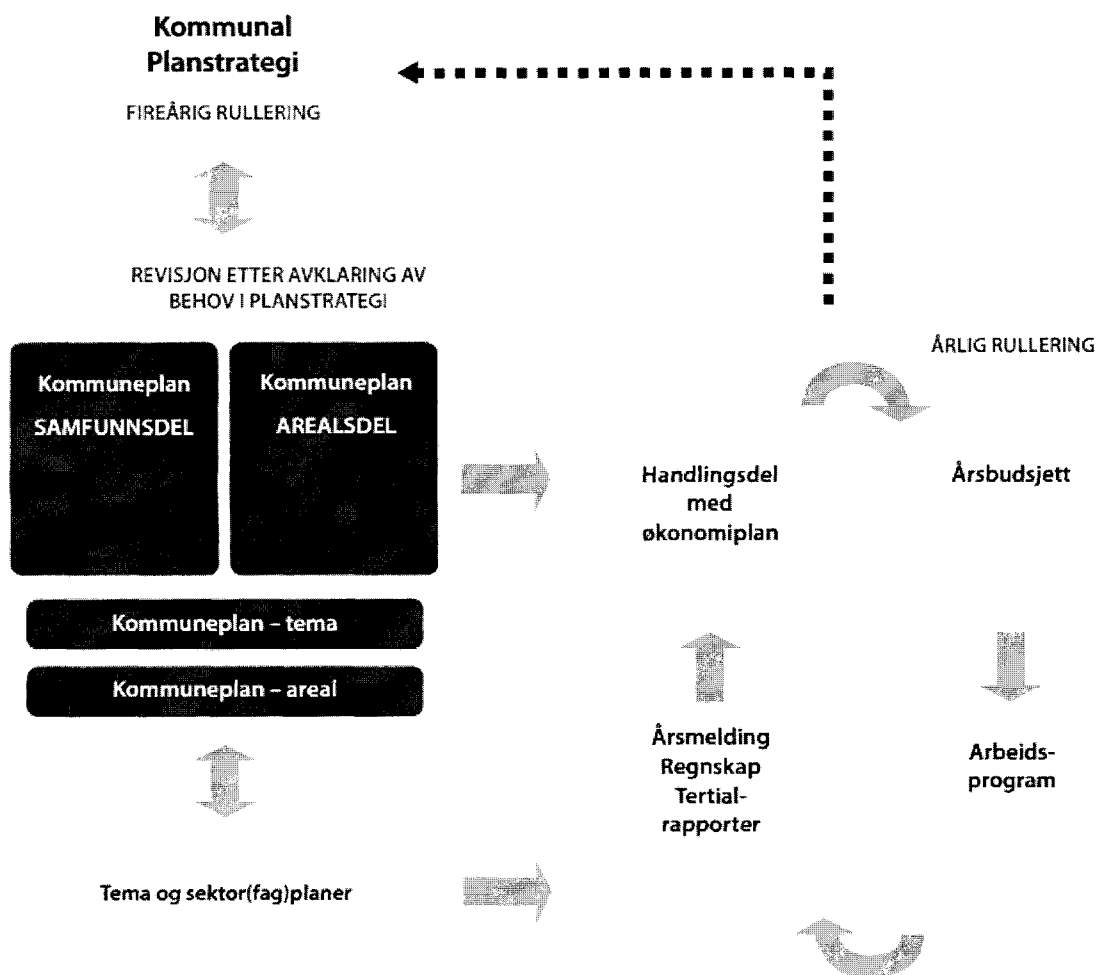 Kommunal
Planstrategi
FIREÅRIG RULLERING
REVISJON ETTER AVKLARING AV
BEHOV I PLANSTRATEGI
Kommuneplan
SAMFUNNSDEL
Kommuneplan
AREALSDEL
Kommuneplan – tema
Kommuneplan – areal
Tema og sektor(fag)planer
ÅRLIG RULLERING
Handlingsdel
med
økonomiplan
Årsbudsjett
Årsmelding
Regnskap
Tertial-
rapporter
Arbeids-
program